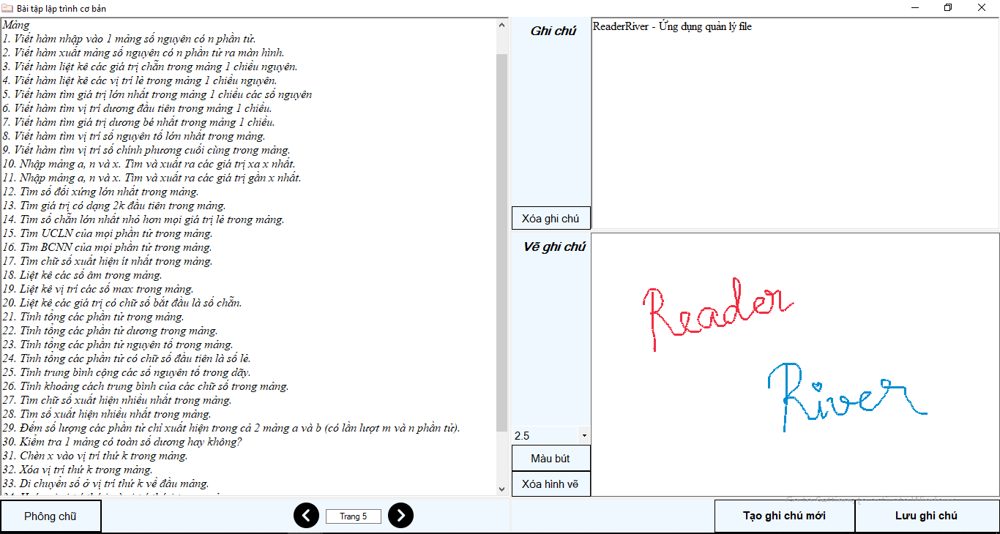 Bài tập lập trình cơ bản
Mảng
1. Viết hàm nhập vào 1 mảng số nguyên có n phần tử.
2. Viết hàm xuất mảng số nguyên có n phần tử ra màn hình.
3. Viết hàm liệt kê các giá trị chẵn trong mảng 1 chiều nguyên.
4. Viết hàm liệt kê các vị trí lẻ trong mảng 1 chiều nguyên.
5. Viết hàm tìm giá trị lớn nhất trong mảng 1 chiều các số nguyên
6. Viết hàm tìm vị trí dương đầu tiên trong mảng 1 chiều.
7. Viết hàm tìm giá trị dương bé nhất trong mảng 1 chiều.
8. Viết hàm tìm vị trí số nguyên tố lớn nhất trong mảng.
9. Viết hàm tìm vị trí số chính phương cuối cùng trong mảng.
10. Nhập mảng a, n và x. Tìm và xuất ra các giá trị xa x nhất.
11. Nhập mảng a, n và x. Tìm và xuất ra các giá trị gần x nhất.
12. Tìm số đối xứng lớn nhất trong mảng.
13. Tìm giá trị có dạng 2k đầu tiên trong mảng.
14. Tìm số chẵn lớn nhất nhỏ hơn mọi giá trị lẻ trong mảng.
15. Tìm UCLN của mọi phần tử trong mảng.
16. Tìm BCNN của mọi phần tử trong mảng.
17. Tìm chữ số xuất hiện ít nhất trong mảng.
18. Liệt kê các số âm trong mảng.
19. Liệt kê vị trí các số max trong mảng.
20. Liệt kê các giá trị có chữ số bắt đầu là số chẵn.
21. Tính tổng các phần tử trong mảng.
22. Tính tổng các phần tử dương trong mảng.
23. Tính tổng các phần tử nguyên tố trong mảng.
24. Tính tổng các phần tử có chữ số đầu tiên là số lẻ.
25. Tính trung bình cộng các số nguyên tố trong dãy.
26. Tính khoảng cách trung bình của các chữ số trong mảng.
27. Tìm chữ số xuất hiện nhiều nhất trong mảng.
28. Tìm số xuất hiện nhiều nhất trong mảng.
29. Đếm số lượng các phần tử chỉ xuất hiện trong cả 2 mảng a và b (có lần lượt m và n phần tử).
30. Kiểm tra 1 mảng có toàn số dương hay không?
31. Chèn x vào vị trí thứ k trong mảng.
32. Xóa vị trí thứ k trong mảng.
33. Di chuyển số ở vị trí thứ k về đầu mảng.
Phông chữ
Trang 5
Ghi chú
ReaderRiver - Ứng dụng quản lý file
Xóa ghi chú
Vẽ ghi chú
Reader
River
2.5
Màu bút
Xóa hình vẽ
Tạo ghi chú mới
Lưu ghi chú